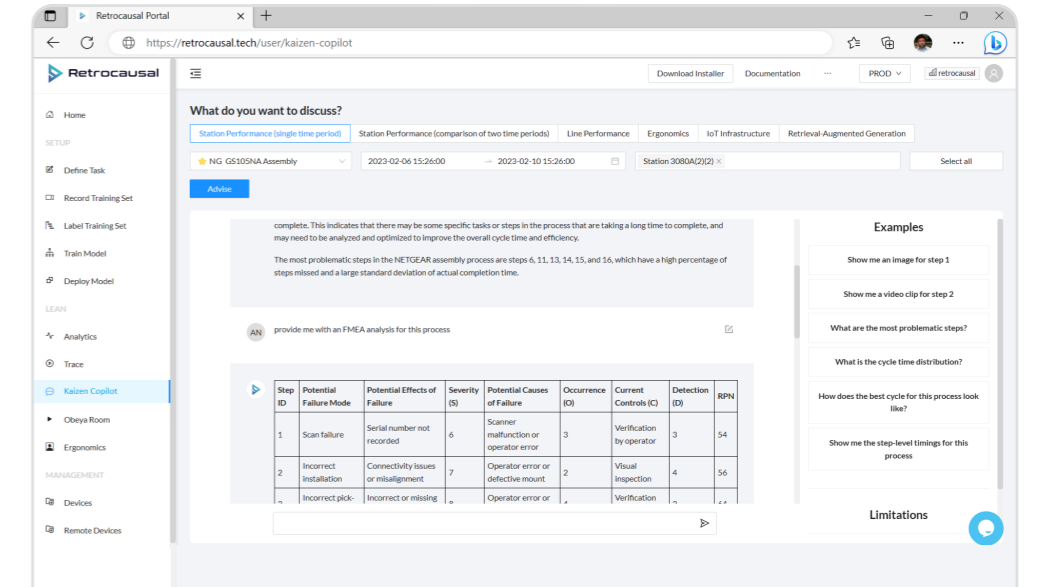 Retrocausal Portal
https://retrocausal.tech/user/kaizen-copilot
Retrocausal
Download Installer
Documentation
···
PROD
retrocausal
Home
SETUP
Define Task
Record Training Set
Label Training Set
Train Model
Deploy Model
LEAN
Analytics
Trace
Kaizen Copilot
Obeya Room
Ergonomics
MANAGEMENT
Devices
Remote Devices
What do you want to discuss?
Station Performance (single time period)
Station Performance (comparison of two time periods)
Line Performance
Ergonomics
IoT Infrastructure
Retrieval-Augmented Generation
NG GS105NA Assembly
2023-02-06 15:26:00 → 2023-02-10 15:26:00
Station 3080A(2)(2) ×
Select all
Advise
complete. This indicates that there may be some specific tasks or steps in the process that are taking a long time to complete, and
may need to be analyzed and optimized to improve the overall cycle time and efficiency.
The most problematic steps in the NETGEAR assembly process are steps 6, 11, 13, 14, 15, and 16, which have a high percentage of
steps missed and a large standard deviation of actual completion time.
AN
provide me with an FMEA analysis for this process
Step ID
Potential Failure Mode
Potential Effects of Failure
Severity (S)
Potential Causes of Failure
Occurrence (O)
Current Controls (C)
Detection (D)
RPN
1
Scan failure
Serial number not recorded
6
Scanner malfunction or operator error
3
Verification by operator
3
54
2
Incorrect installation
Connectivity issues or misalignment
7
Operator error or defective mount
2
Visual inspection
4
56
Incorrect pick-
Incorrect or missing
Operator error or
Verification
Examples
Show me an image for step 1
Show me a video clip for step 2
What are the most problematic steps?
What is the cycle time distribution?
How does the best cycle for this process look
like?
Show me the step-level timings for this
process
Limitations